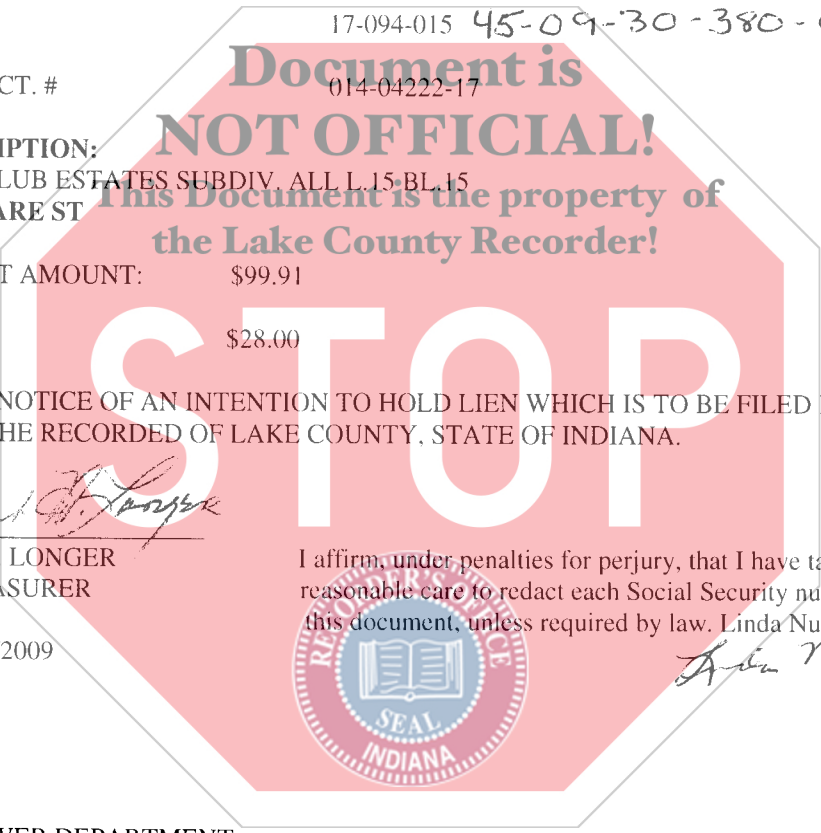 17-094-015 45-09-30-380-
Document is
CT. # 014-04222-17
NOT OFFICIAL!
IPTION:
LUB ESTATES SUBDIV. ALL L.15 BL.15
This Document is the property of
ARE ST
the Lake County Recorder!
T AMOUNT: $99.91
$28.00
STOP
NOTICE OF AN INTENTION TO HOLD LIEN WHICH IS TO BE FILED
HE RECORDED OF LAKE COUNTY, STATE OF INDIANA.
LONGER
ASURER
I affirm, under penalties for perjury, that I have ta
reasonable care to redact each Social Security nu
this document, unless required by law. Linda Nu
2009
RECORDER'S OFFICE
SEAL
INDIANA
VER DEPARTMENT